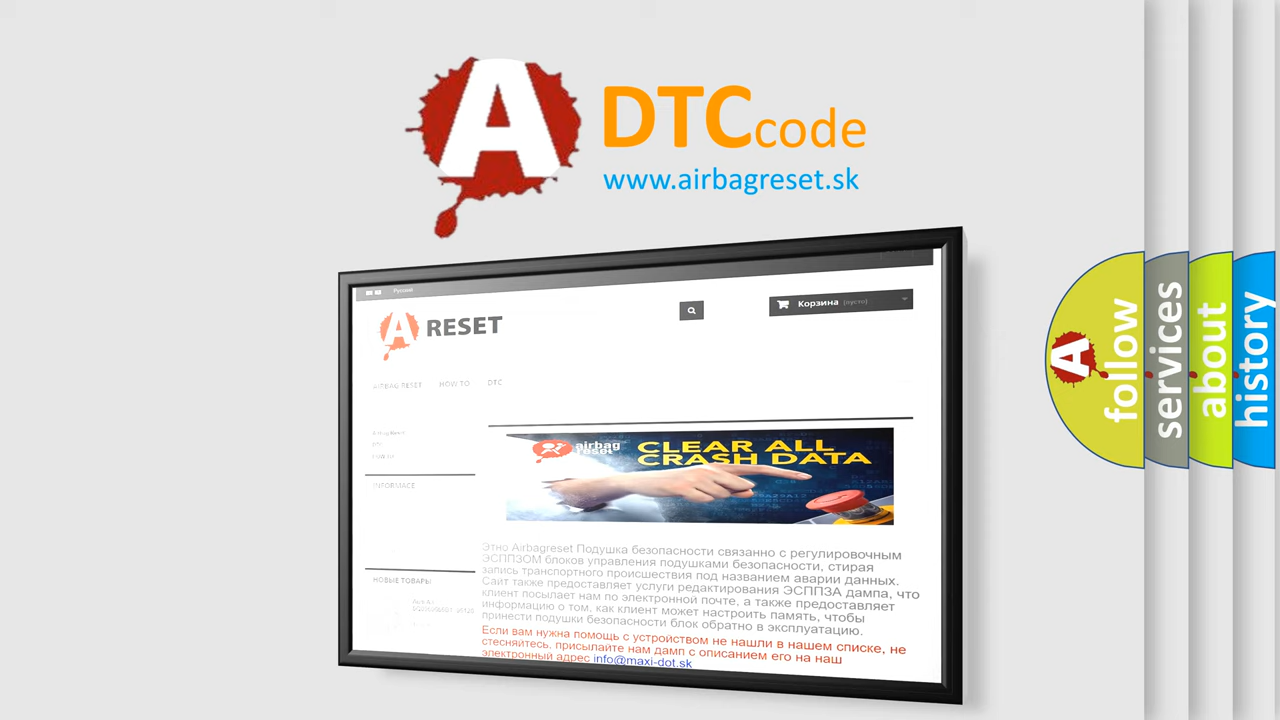 A
DTCcode
www.airbagreset.sk
Русский
Корзина (пусто)
A RESET
AIRBAG RESET HOW TO DTC
Airbag Reset
DTC
INFORMACE
airbag
reset
CLEAR ALL
CRASH DATA
НОВЫЕ ТОВАРЫ
Этно Airbagreset Подушка безопасности связанно с регулировочным
ЭСППЗОМ блоков управления подушками безопасности, стирая
запись транспортного происшествия под названием аварии данных.
Сайт также предоставляет услуги редактирования ЭСППЗА дампа, что
клиент посылает нам по электронной почте, а также предоставляет
информацию о том, как клиент может настроить память, чтобы
принести подушки безопасности блок обратно в эксплуатацию.
Если вам нужна помощь с устройством не нашли в нашем списке, не
стесняйтесь, присылайте нам дамп с описанием его на наш
электронный адрес info@maxi-dot.sk
A
follow
services
about
history